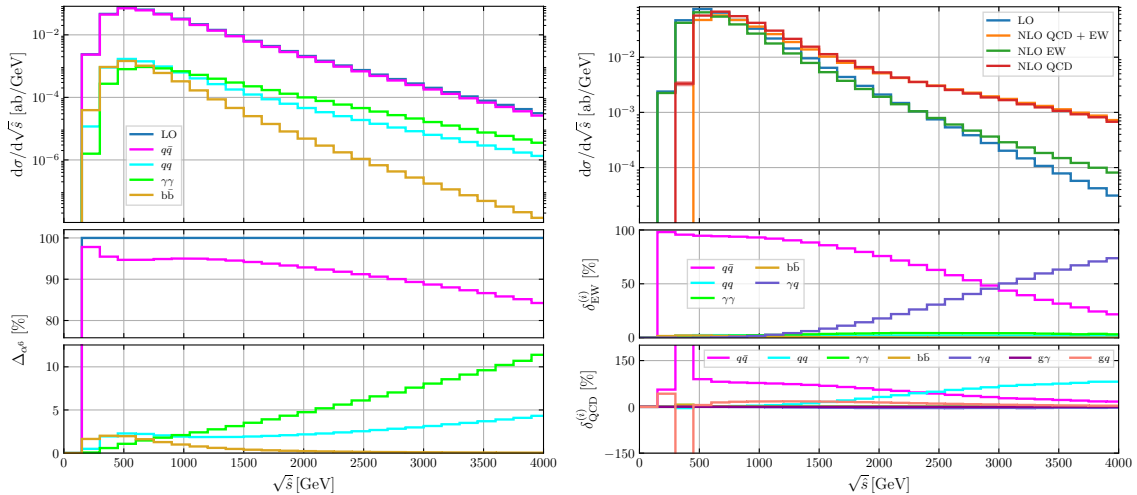 dσ/d√ŝ [ab/GeV]
10⁻²
10⁻⁴
10⁻⁶
LO
qq̄
qq
γγ
bb̄
Δ_α⁶ [%]
100
90
80
10
5
0
0 500 1000 1500 2000 2500 3000 3500 4000
√ŝ [GeV]
dσ/d√ŝ [ab/GeV]
10⁻²
10⁻³
10⁻⁴
LO
NLO QCD + EW
NLO EW
NLO QCD
δ_EW^(i) [%]
100
50
0
qq̄ bb̄
qq γq
γγ
δ_QCD^(i) [%]
150
0
−150
qq̄ qq γγ bb̄ γq gγ gq
0 500 1000 1500 2000 2500 3000 3500 4000
√ŝ [GeV]